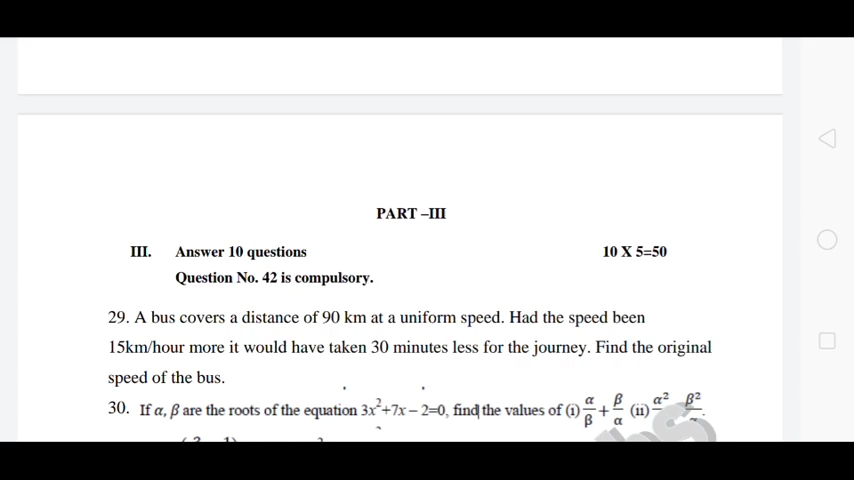 PART –III
III. Answer 10 questions 10 X 5=50
Question No. 42 is compulsory.
29. A bus covers a distance of 90 km at a uniform speed. Had the speed been
15km/hour more it would have taken 30 minutes less for the journey. Find the original
speed of the bus.
30. If α, β are the roots of the equation 3x²+7x – 2=0, find the values of (i) α/β + β/α (ii) α² β²